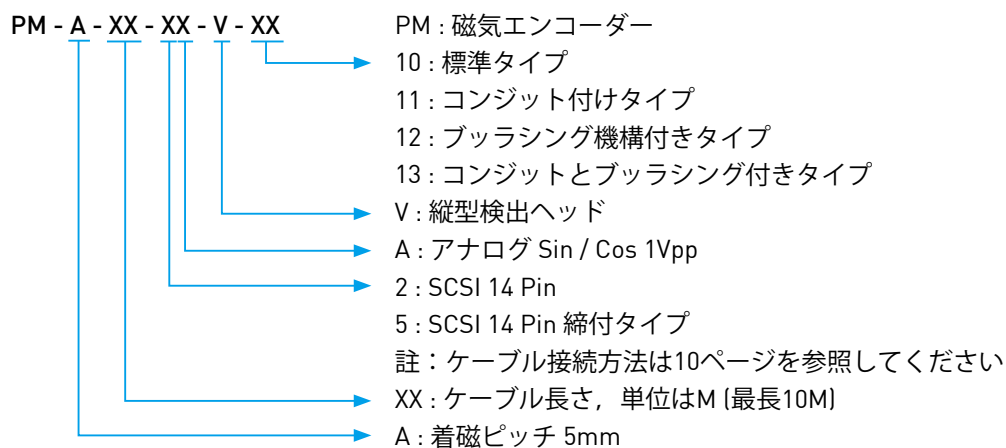 PM - A - XX - XX - V - XX
PM : 磁気エンコーダー
10 : 標準タイプ
11 : コンジット付けタイプ
12 : ブッラシング機構付きタイプ
13 : コンジットとブッラシング付きタイプ
V : 縦型検出ヘッド
A : アナログ Sin / Cos 1Vpp
2 : SCSI 14 Pin
5 : SCSI 14 Pin 締付タイプ
註：ケーブル接続方法は10ページを参照してください
XX : ケーブル長さ，単位はM (最長10M)
A : 着磁ピッチ 5mm